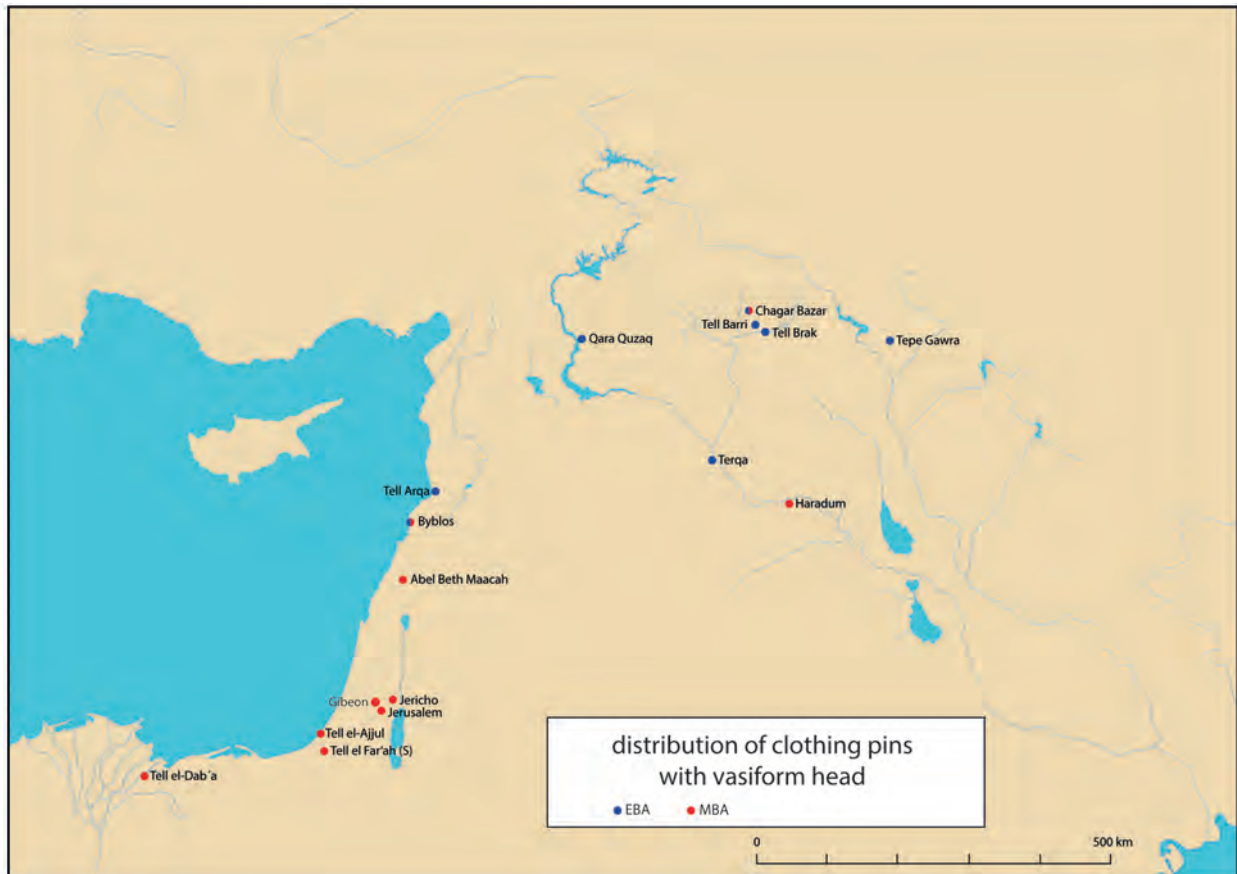 Chagar Bazar
Tell Barri
Tell Brak
Qara Quzaq
Tepe Gawra
Terqa
Tell Arqa
Haradum
Byblos
Abel Beth Maacah
Gibeon
Jericho
Jerusalem
Tell el-Ajjul
Tell el Far'ah (S)
Tell el-Dab´a
distribution of clothing pins
with vasiform head
EBA MBA
0 500 km